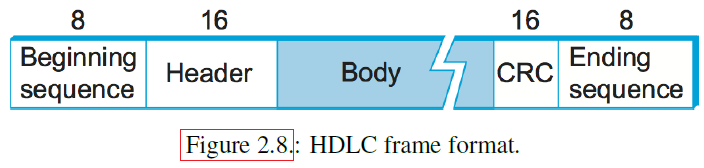 8 16 16 8
Beginning sequence Header Body CRC Ending sequence
Figure 2.8.: HDLC frame format.